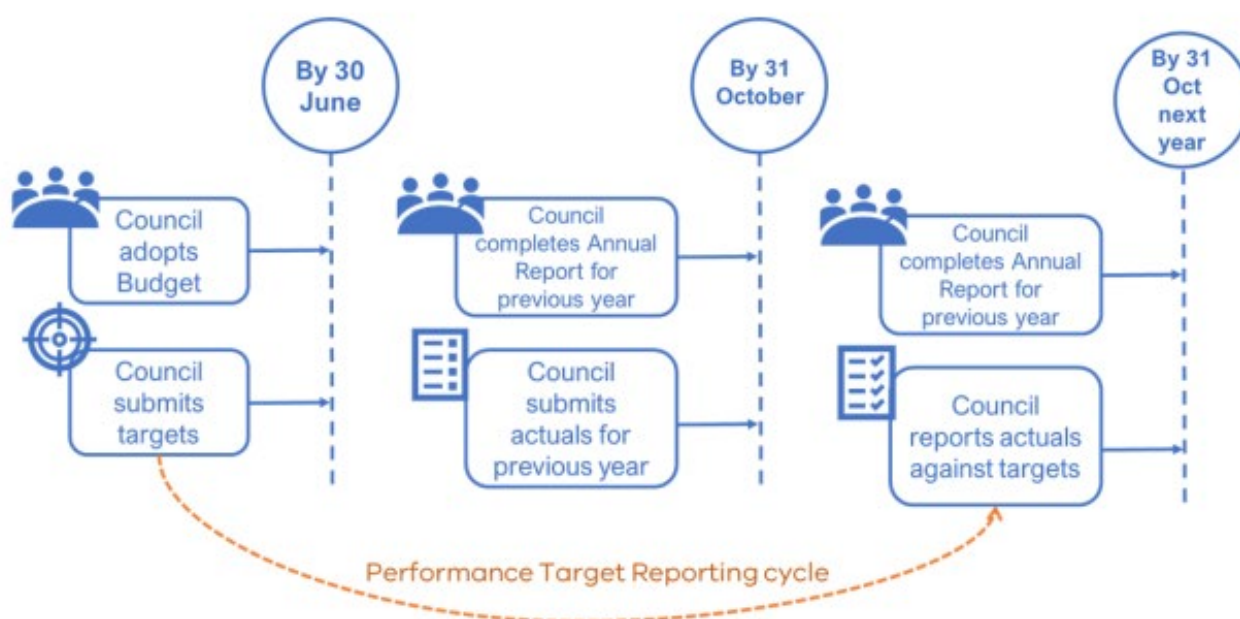 By 30
June
By 31
October
By 31
Oct
next
year
Council
adopts
Budget
Council
completes Annual
Report for
previous year
Council
completes Annual
Report for
previous year
Council
submits
targets
Council
submits
actuals for
previous year
Council
reports actuals
against targets
Performance Target Reporting cycle